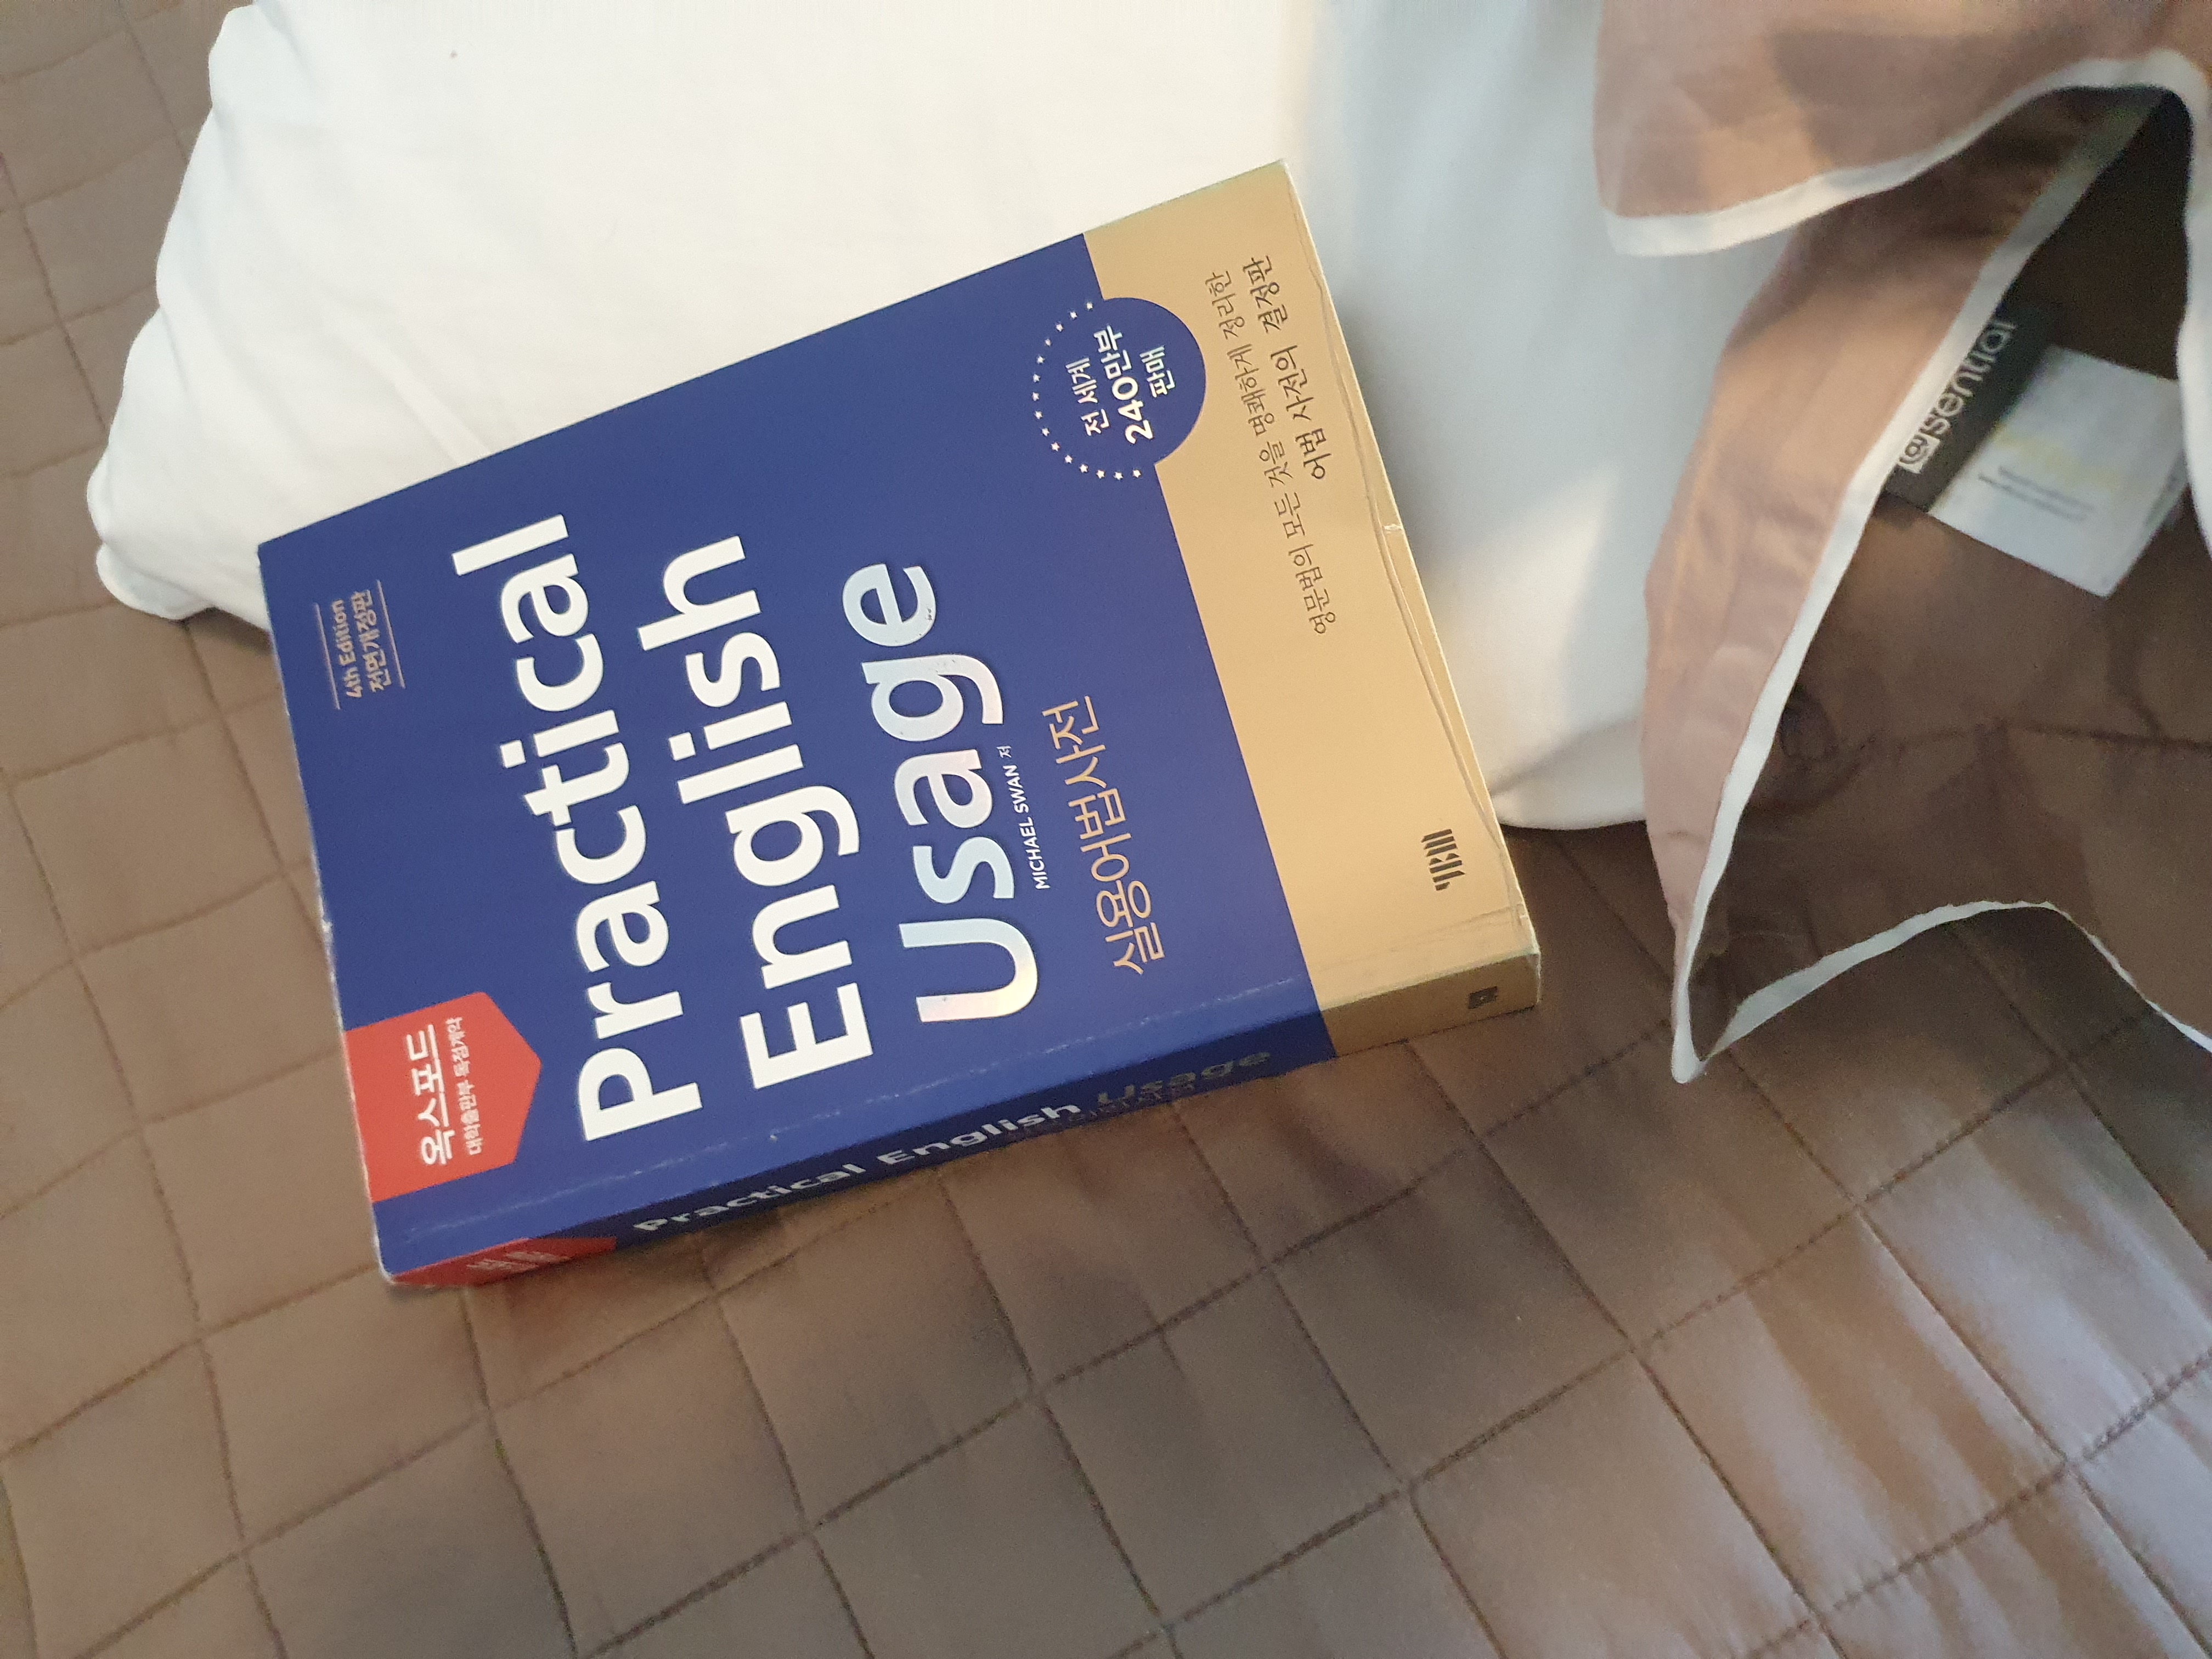 4th Edition
전면개정판
옥스포드
대학출판부 독점계약
Practical
English
Usage
MICHAEL SWAN 저
실용어법사전
전 세계
240만부
판매
영문법의 모든 것을 명쾌하게 정리한
어법 사전의 결정판
YBM
Practical English Usage
@sential